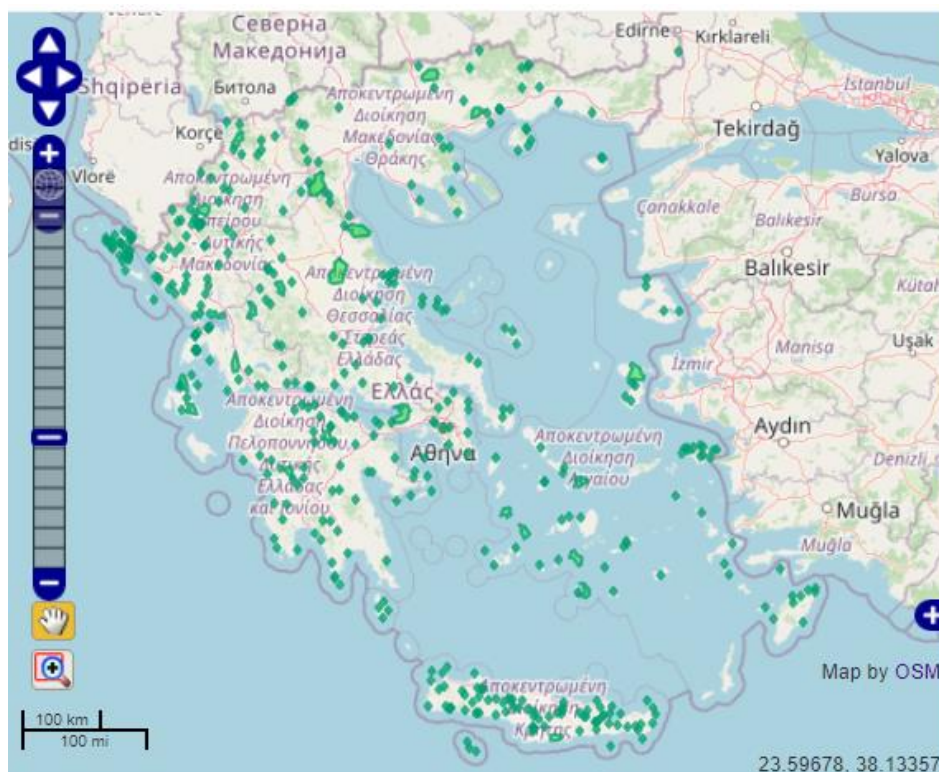 Северна
Македонија
Edirne
Kırklareli
Shqipëria
Битола
Αποκεντρωμένη
Διοίκηση
Μακεδονίας
- Θράκης
İstanbul
Tekirdağ
Korçë
Yalova
Vlorë
Αποκεντρωμένη
Διοίκηση
Ηπείρου
- Δυτικής
Μακεδονίας
Çanakkale
Balıkesir
Bursa
Balıkesir
Αποκεντρωμένη
Διοίκηση
Θεσσαλίας
- Στερεάς
Ελλάδας
Manisa
Uşak
İzmir
Ελλάς
Αποκεντρωμένη
Διοίκηση
Πελοποννήσου,
Δυτικής
Ελλάδας
και Ιονίου
Αθήνα
Αποκεντρωμένη
Διοίκηση
Αιγαίου
Aydın
Aydın
Denizli
Muğla
Muğla
Αποκεντρωμένη
Διοίκηση
Κρήτης
Map by OSM
100 km
100 mi
23.59678, 38.13357